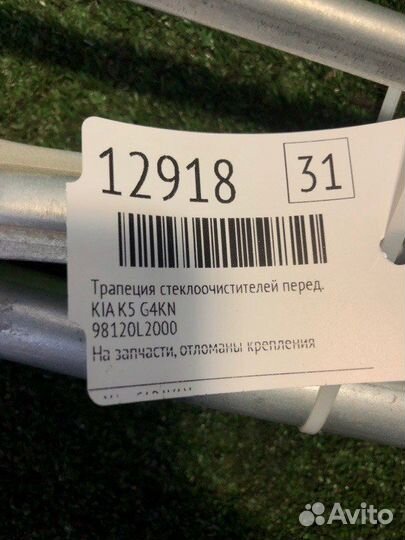 12918 31
Трапеция стеклоочистителей перед.
KIA K5 G4KN
98120L2000
На запчасти, отломаны крепления
Avito